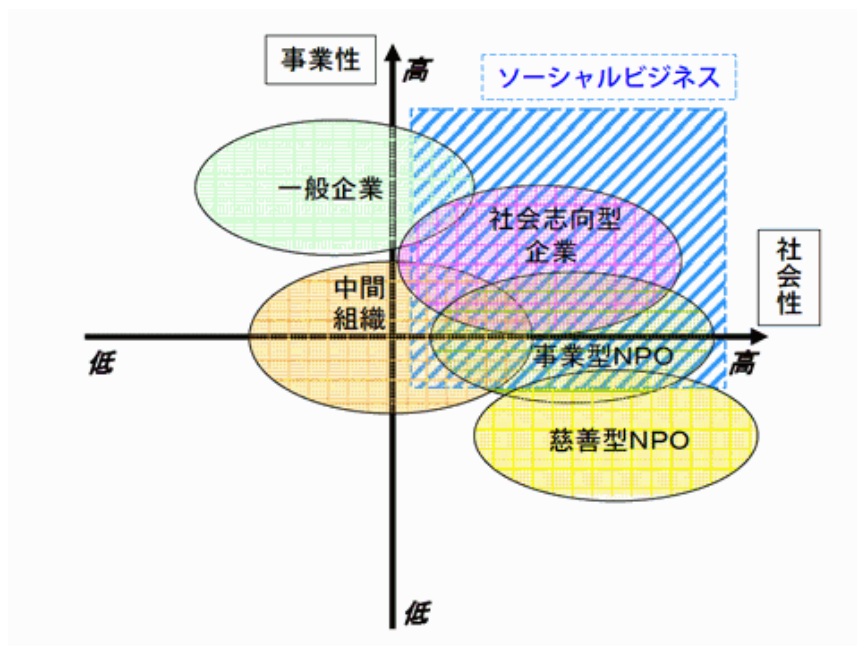 事業性
高
ソーシャルビジネス
一般企業
社会志向型
企業
社会性
中間
組織
低
事業型NPO
高
慈善型NPO
低